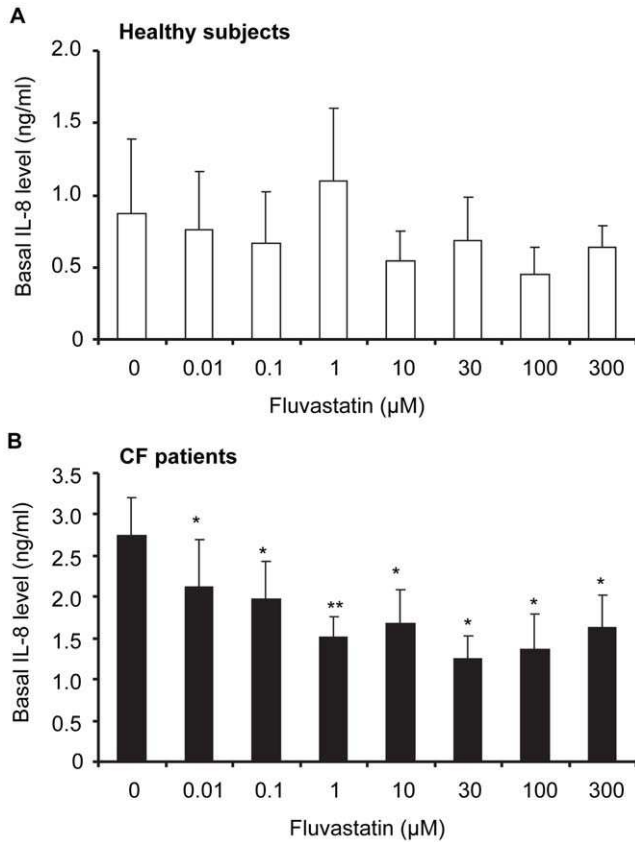 A
Healthy subjects
Basal IL-8 level (ng/ml)
2.0
1.5
1.0
0.5
0
0 0.01 0.1 1 10 30 100 300
Fluvastatin (µM)
B
CF patients
Basal IL-8 level (ng/ml)
3.5
3.0
2.5
2.0
1.5
1.0
0.5
0
* * ** * * * *
0 0.01 0.1 1 10 30 100 300
Fluvastatin (µM)